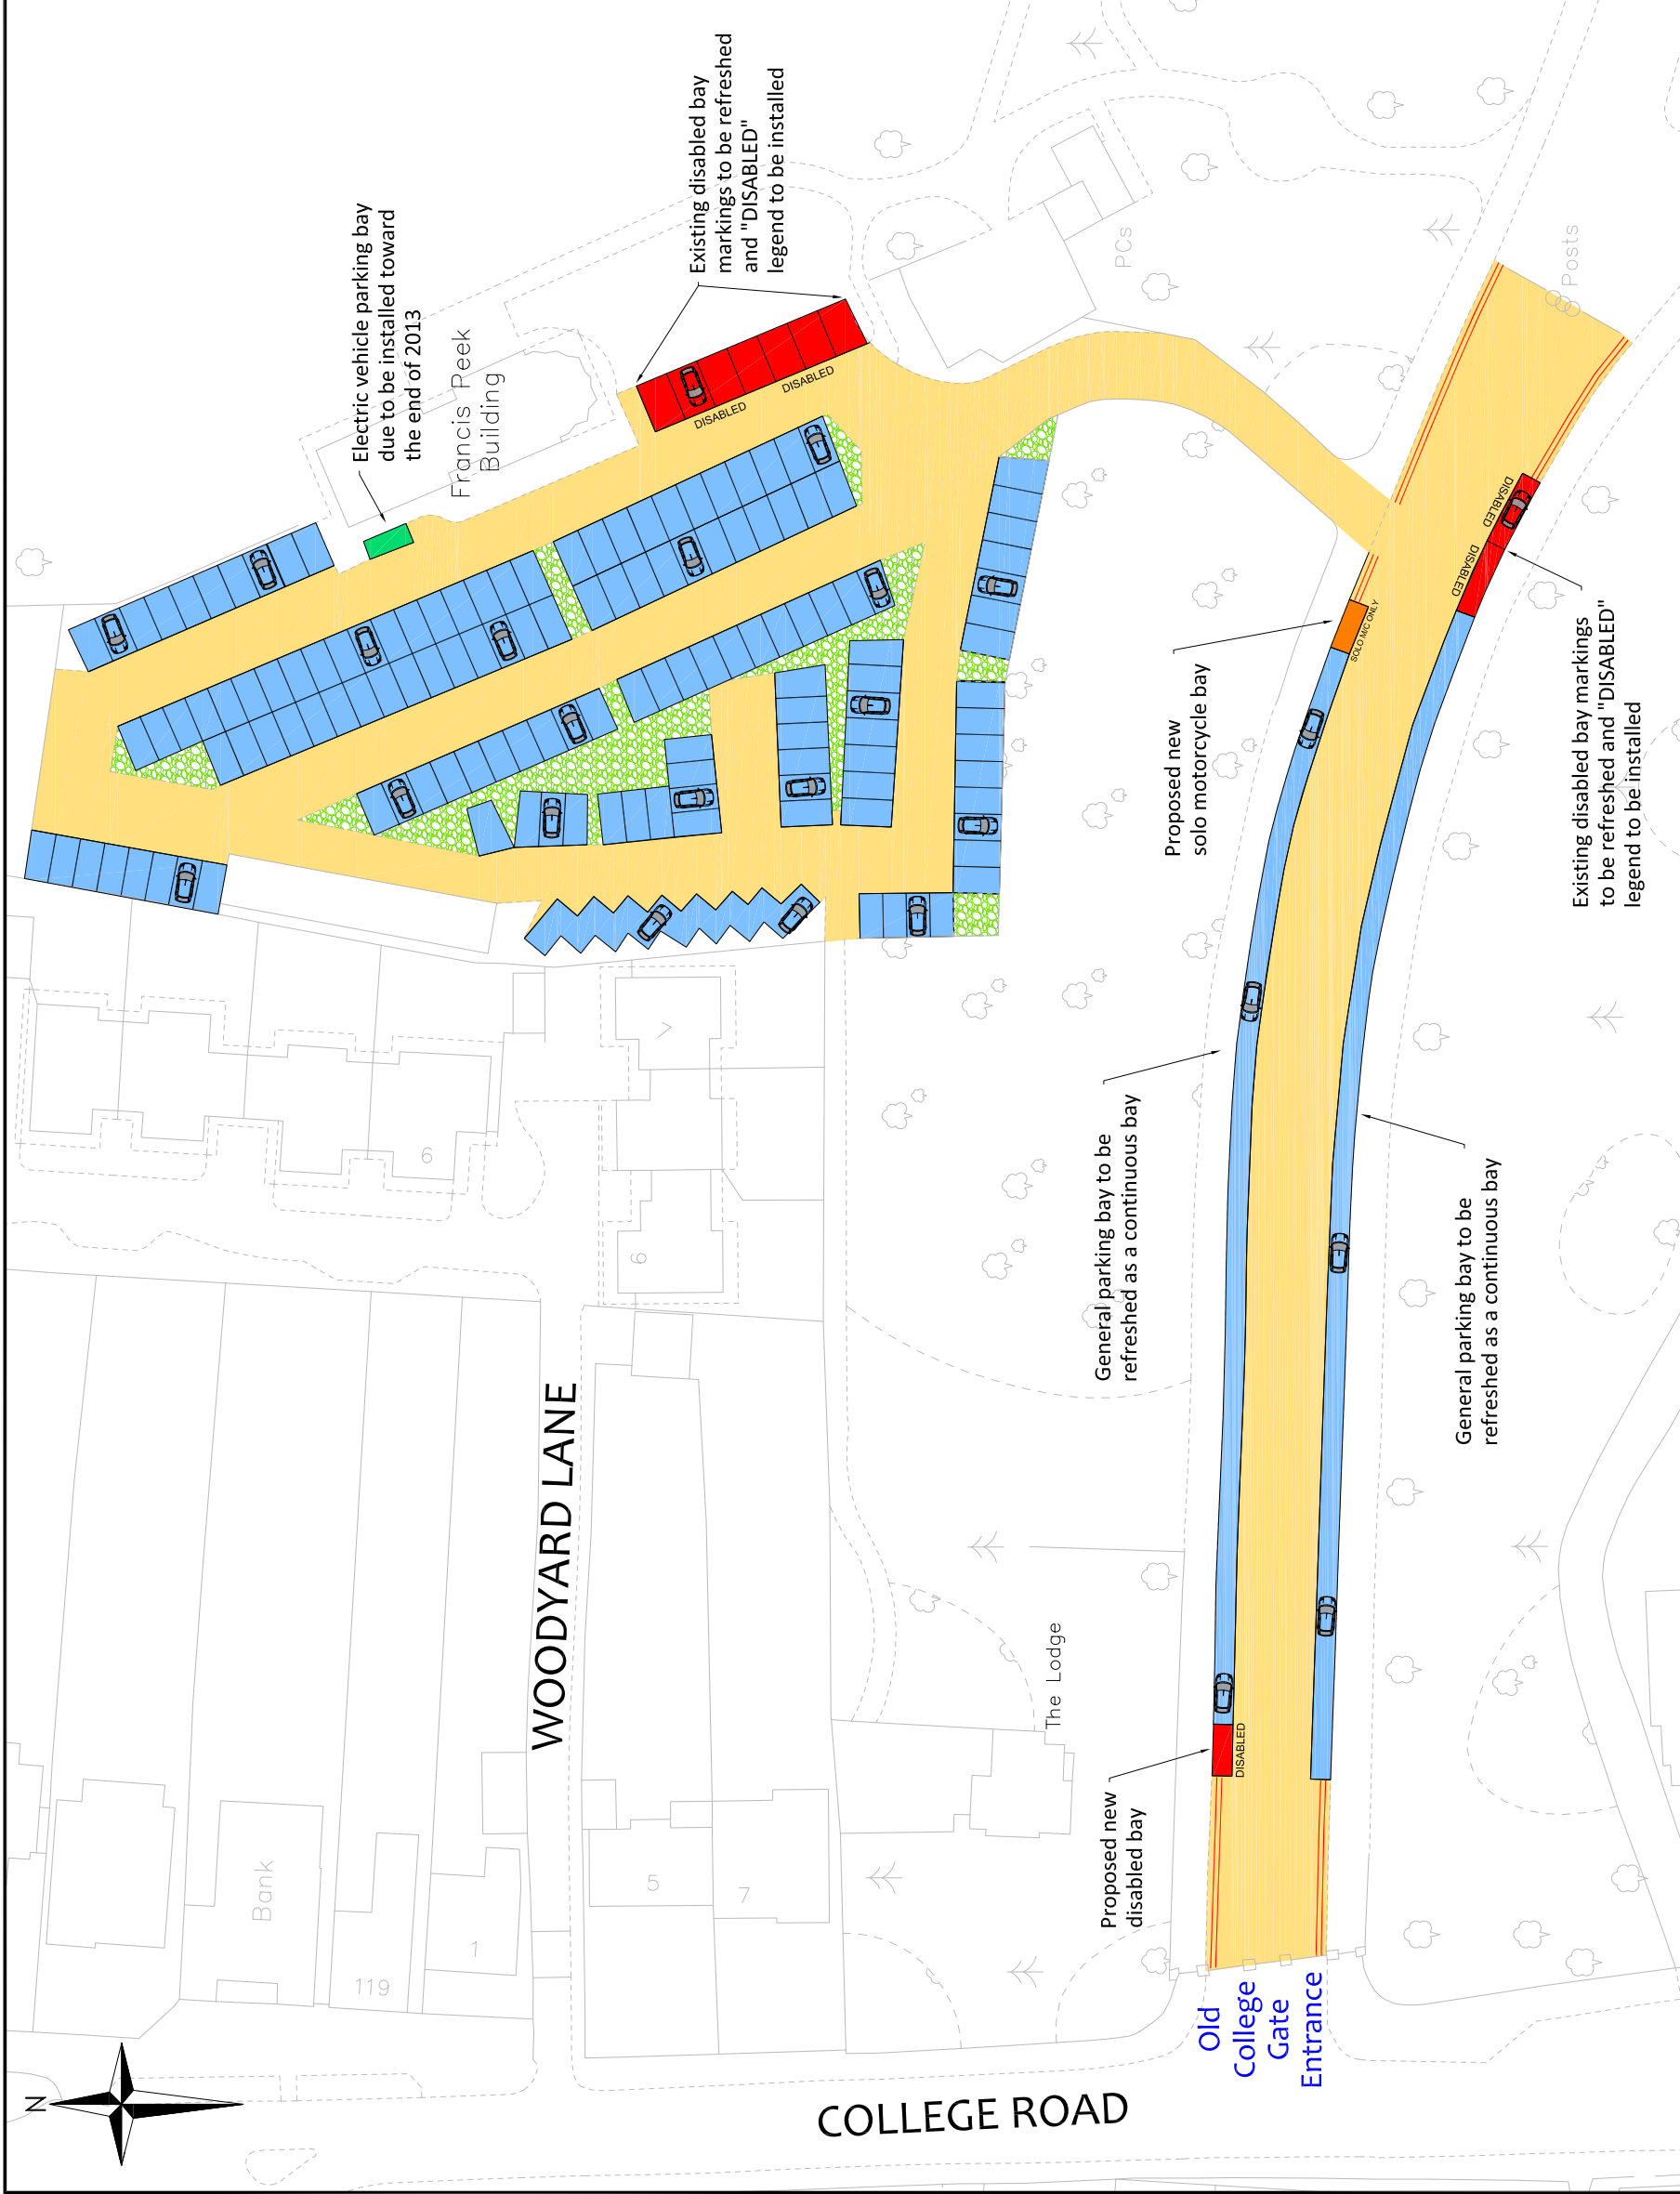 N
Electric vehicle parking bay
due to be installed toward
the end of 2013
Francis Peek
Building
Existing disabled bay
markings to be refreshed
and "DISABLED"
legend to be installed
DISABLED
DISABLED
PCs
Posts
DISABLED
DISABLED
SOLO M/C ONLY
Proposed new
solo motorcycle bay
Existing disabled bay markings
to be refreshed and "DISABLED"
legend to be installed
General parking bay to be
refreshed as a continuous bay
General parking bay to be
refreshed as a continuous bay
6
6
WOODYARD LANE
The Lodge
DISABLED
Proposed new
disabled bay
Bank
119
1
5
7
Old
College
Gate
Entrance
COLLEGE ROAD